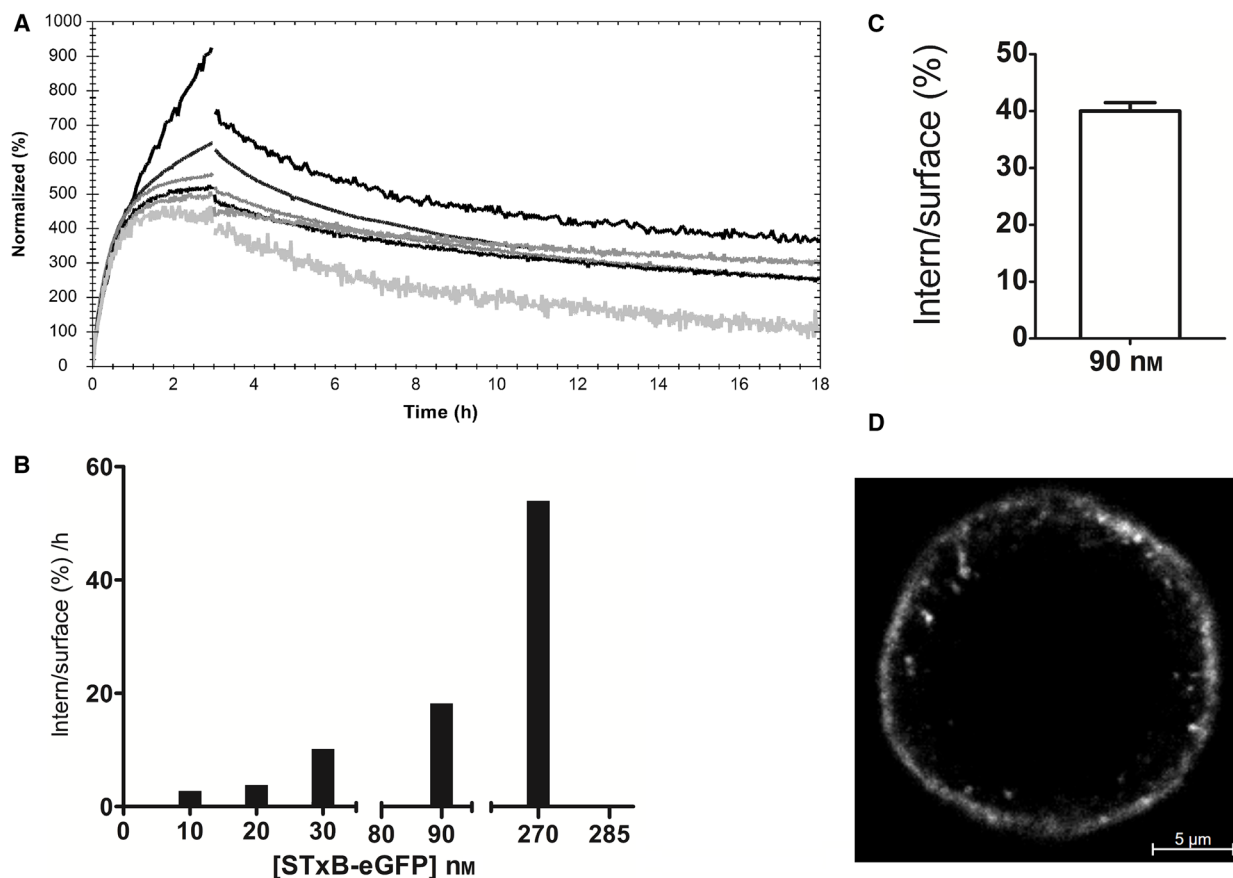 A
1000
900
800
700
600
500
400
300
200
100
0
Normalized (%)
0 2 4 6 8 10 12 14 16 18
Time (h)
B
60
40
20
0
Intern/surface (%) /h
0 10 20 30 80 90 270 285
[STxB-eGFP] nM
C
50
40
30
20
10
0
Intern/surface (%)
90 nM
D
5 µm